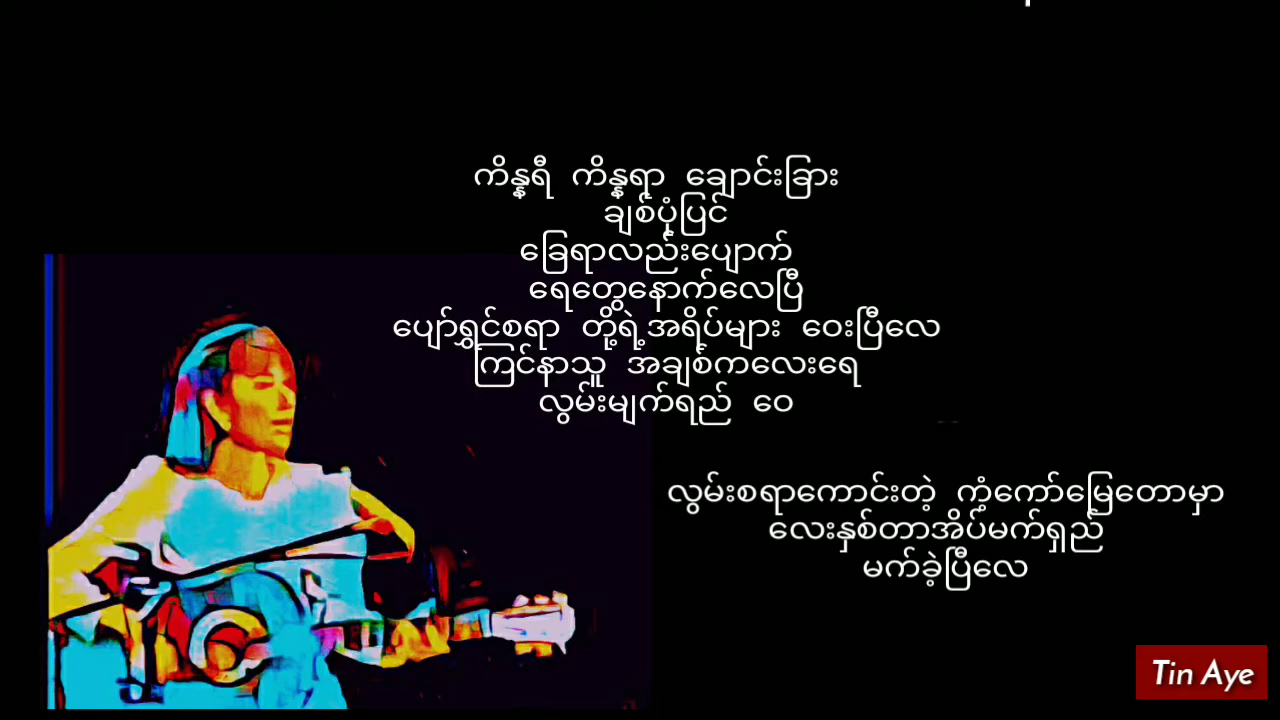 ကိန္နရီ ကိန္နရာ ချောင်းခြား
ချစ်ပုံပြင်
ခြေရာလည်းပျောက်
ရေတွေနောက်လေပြီ
ပျော်ရွှင်စရာ တို့ရဲ့အရိပ်များ ဝေးပြီလေ
ကြင်နာသူ အချစ်ကလေးရေ
လွမ်းမျက်ရည် ဝေ
လွမ်းစရာကောင်းတဲ့ ကံ့ကော်မြေတောမှာ
လေးနှစ်တာအိပ်မက်ရှည်
မက်ခဲ့ပြီလေ
Tin Aye